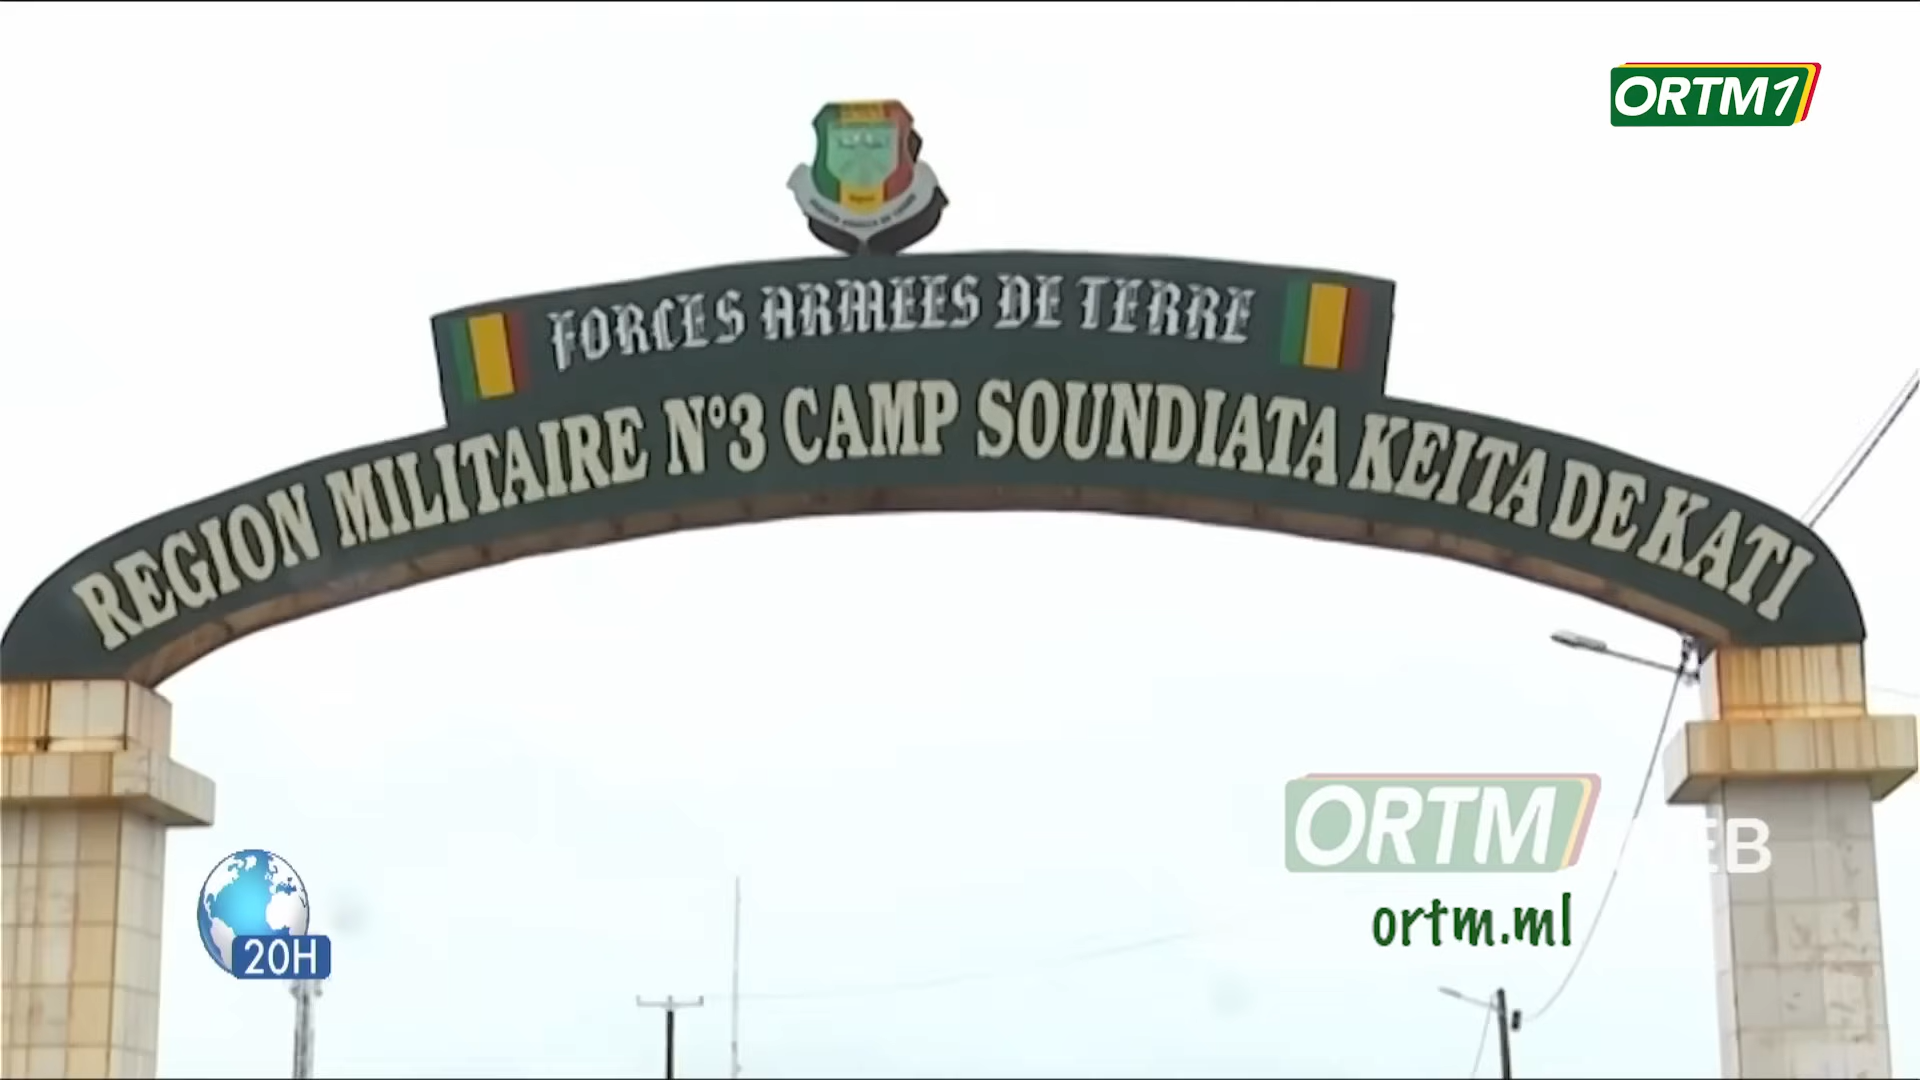 ORTM1
FORCES ARMEES DE TERRE
REGION MILITAIRE N°3 CAMP SOUNDIATA KEITA DE KATI
ORTM
ortm.ml
20H